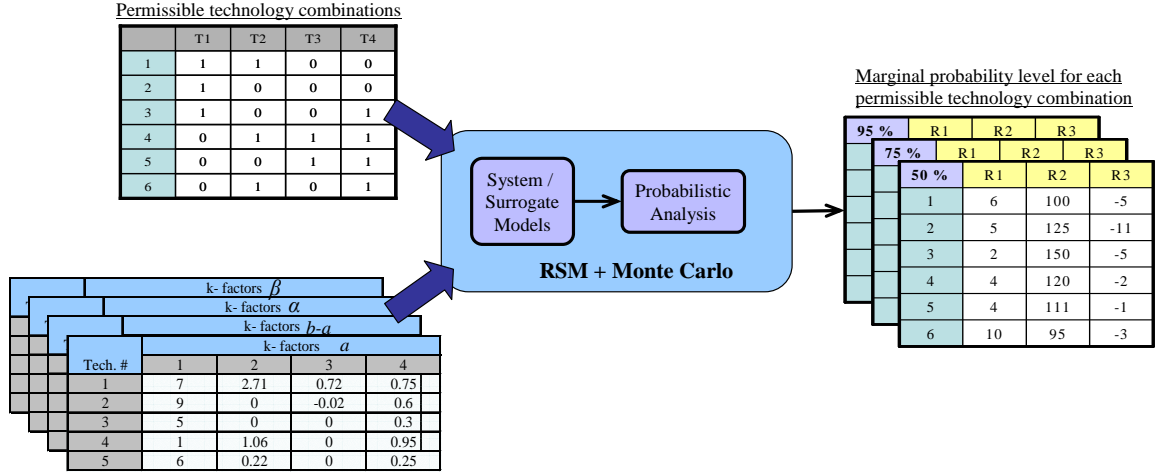 Permissible technology combinations
T1 T2 T3 T4
1 1 1 0 0
2 1 0 0 0
3 1 0 0 1
4 0 1 1 1
5 0 0 1 1
6 0 1 0 1
k- factors β
k- factors α
k- factors b-a
k- factors a
Tech. # 1 2 3 4
1 7 2.71 0.72 0.75
2 9 0 -0.02 0.6
3 5 0 0 0.3
4 1 1.06 0 0.95
5 6 0.22 0 0.25
System /
Surrogate
Models
Probabilistic
Analysis
RSM + Monte Carlo
Marginal probability level for each
permissible technology combination
95 % R1 R2 R3
75 % R1 R2 R3
50 % R1 R2 R3
1 6 100 -5
2 5 125 -11
3 2 150 -5
4 4 120 -2
5 4 111 -1
6 10 95 -3